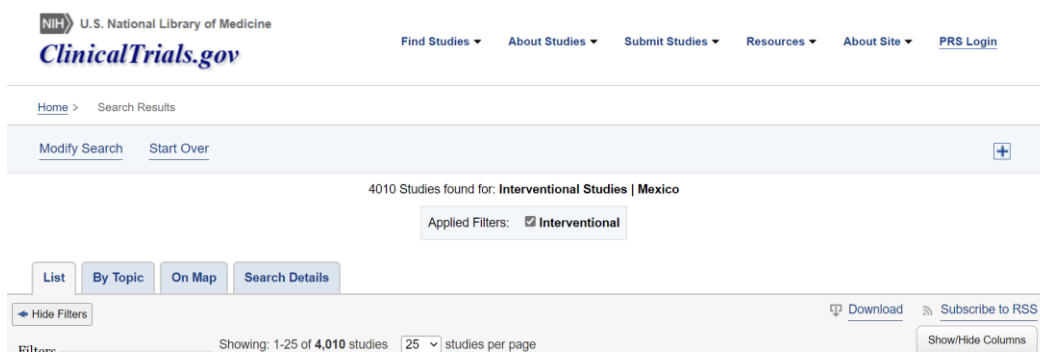 NIH U.S. National Library of Medicine
ClinicalTrials.gov
Find Studies About Studies Submit Studies Resources About Site PRS Login
Home > Search Results
Modify Search Start Over
4010 Studies found for: Interventional Studies | Mexico
Applied Filters: Interventional
List By Topic On Map Search Details
Hide Filters
Download Subscribe to RSS
Filters
Showing: 1-25 of 4,010 studies 25 studies per page
Show/Hide Columns